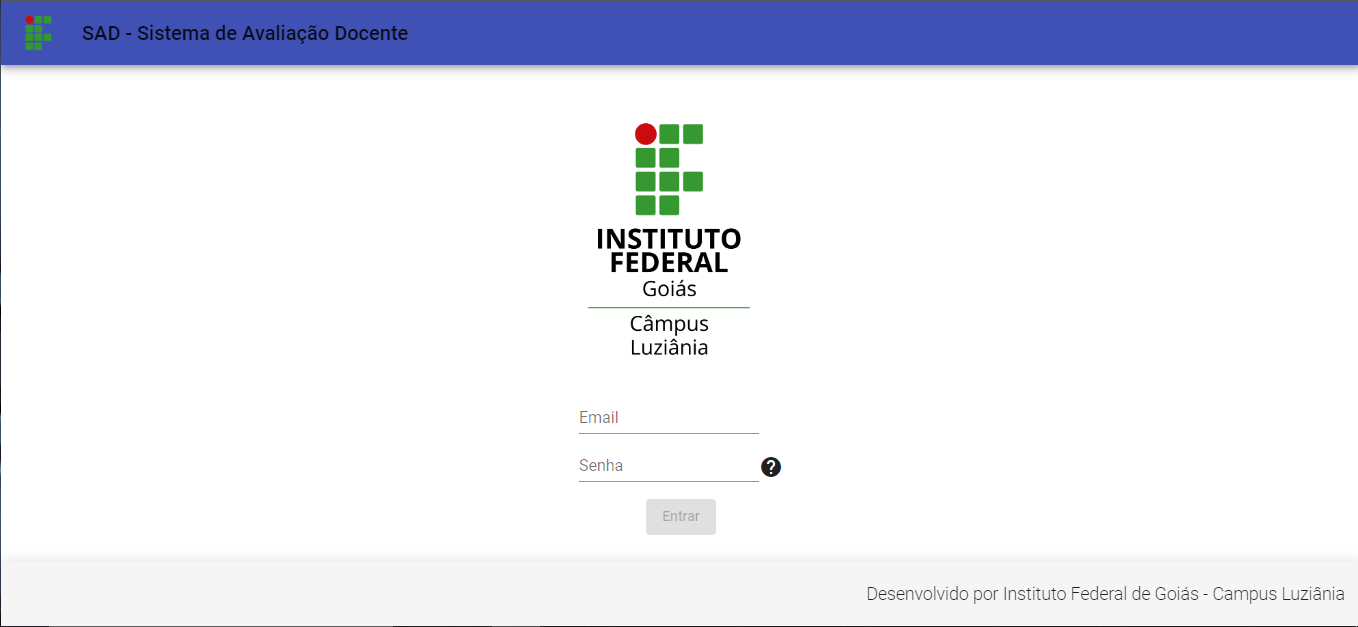 SAD - Sistema de Avaliação Docente
INSTITUTO
FEDERAL
Goiás
Câmpus
Luziânia
Email
Senha
?
Entrar
Desenvolvido por Instituto Federal de Goiás - Campus Luziânia